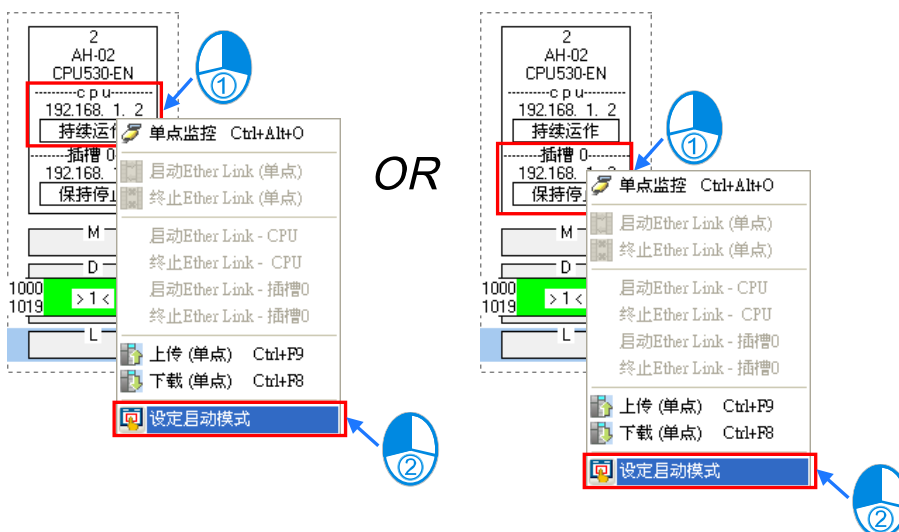 2
AH-02
CPU530-EN
--------c p u--------
192.168. 1. 2
持续运作
------插槽 0------
192.168.
保持停
M
D
1000
1019
>1<
L
①
单点监控 Ctrl+Alt+O
启动Ether Link (单点)
终止Ether Link (单点)
启动Ether Link - CPU
终止Ether Link - CPU
启动Ether Link - 插槽0
终止Ether Link - 插槽0
上传 (单点) Ctrl+F9
下载 (单点) Ctrl+F8
设定启动模式
②
OR
2
AH-02
CPU530-EN
--------c p u--------
192.168. 1. 2
持续运作
------插槽 0------
192.168.
保持停
M
D
1000
1019
>1<
L
①
单点监控 Ctrl+Alt+O
启动Ether Link (单点)
终止Ether Link (单点)
启动Ether Link - CPU
终止Ether Link - CPU
启动Ether Link - 插槽0
终止Ether Link - 插槽0
上传 (单点) Ctrl+F9
下载 (单点) Ctrl+F8
设定启动模式
②